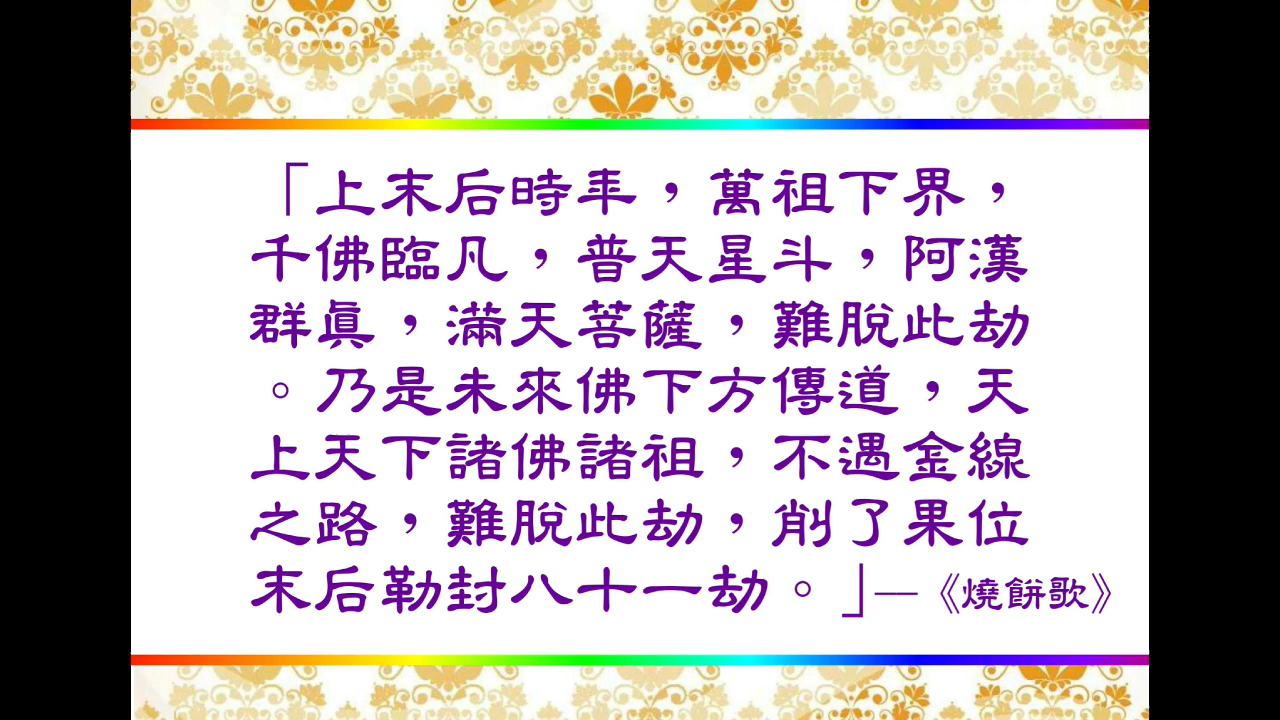 「上末后時年，萬祖下界，
千佛臨凡，普天星斗，阿漢
群眞，滿天菩薩，難脫此劫
。乃是未來佛下方傳道，天
上天下諸佛諸祖，不遇金線
之路，難脫此劫，削了果位
末后勒封八十一劫。」—《燒餅歌》